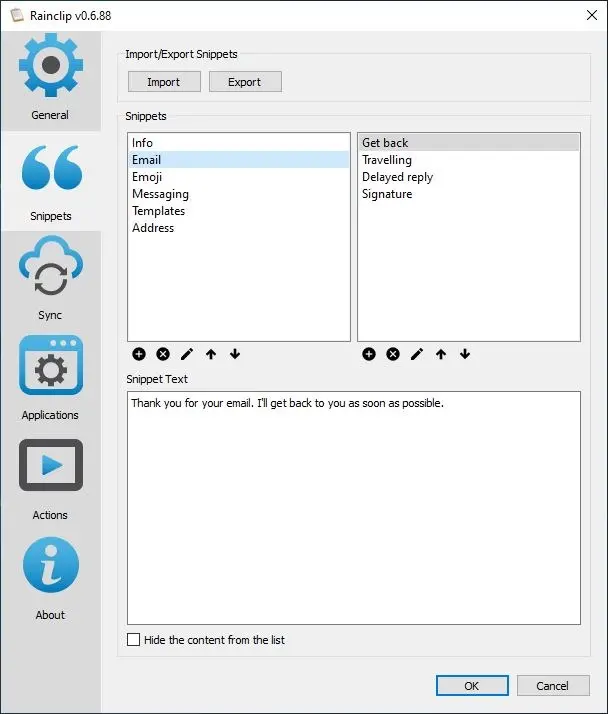 Rainclip v0.6.88
General
Snippets
Sync
Applications
Actions
About
Import/Export Snippets
Import
Export
Snippets
Info
Email
Emoji
Messaging
Templates
Address
Get back
Travelling
Delayed reply
Signature
Snippet Text
Thank you for your email. I'll get back to you as soon as possible.
Hide the content from the list
OK
Cancel